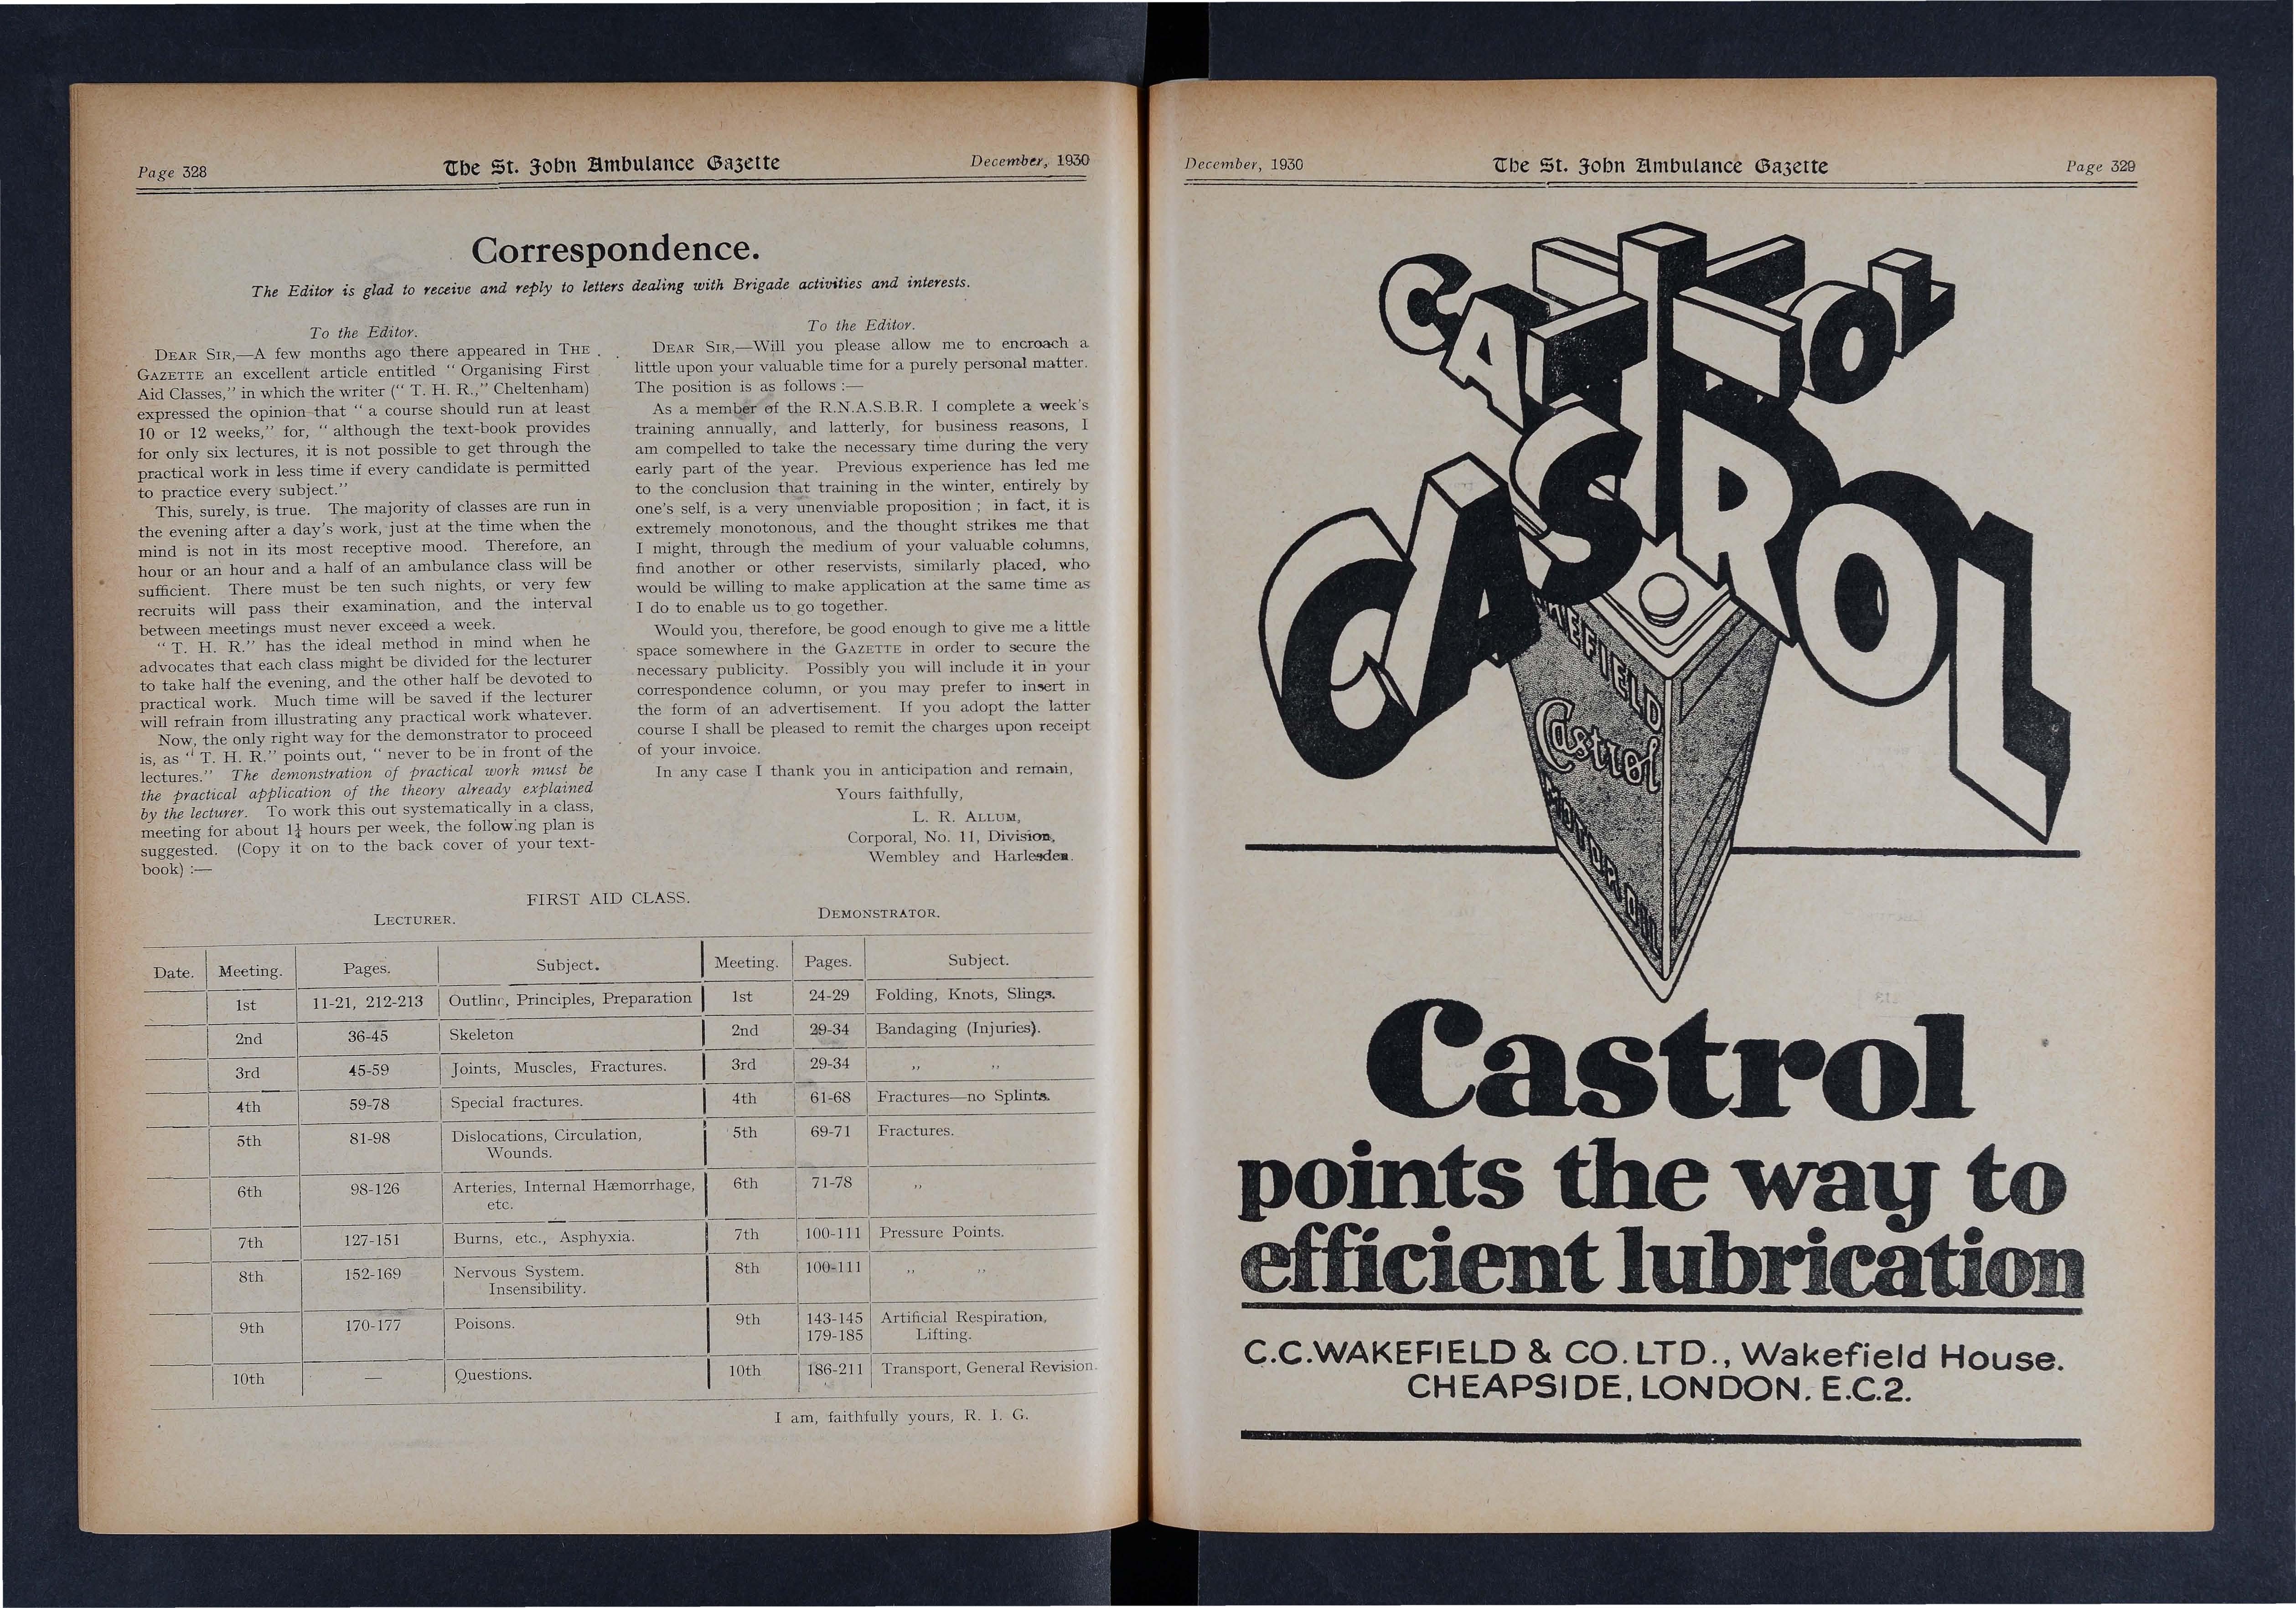 Page 328
The St. John Ambulance Gazette
December, 1930
Correspondence.
The Editor is glad to receive and reply to letters dealing with Brigade activities and interests.
To the Editor.
DEAR SIR,—A few months ago there appeared in THE
GAZETTE an excellent article entitled " Organising First
Aid Classes," in which the writer (" T. H. R.," Cheltenham)
expressed the opinion that " a course should run at least
10 or 12 weeks," for, " although the text-book provides
for only six lectures, it is not possible to get through the
practical work in less time if every candidate is permitted
to practice every subject."
This, surely, is true. The majority of classes are run in
the evening after a day's work, just at the time when the
mind is not in its most receptive mood. Therefore, an
hour or an hour and a half of an ambulance class will be
sufficient. There must be ten such nights, or very few
recruits will pass their examination, and the interval
between meetings must never exceed a week.
" T. H. R." has the ideal method in mind when he
advocates that each class might be divided for the lecturer
to take half the evening, and the other half be devoted to
practical work. Much time will be saved if the lecturer
will refrain from illustrating any practical work whatever.
Now, the only right way for the demonstrator to proceed
is, as " T. H. R." points out, " never to be in front of the
lectures." The demonstration of practical work must be
the practical application of the theory already explained
by the lecturer. To work this out systematically in a class,
meeting for about 1¼ hours per week, the following plan is
suggested. (Copy it on to the back cover of your text-
book) :—
To the Editor.
DEAR SIR,—Will you please allow me to encroach a
little upon your valuable time for a purely personal matter.
The position is as follows :—
As a member of the R.N.A.S.B.R. I complete a week's
training annually, and latterly, for business reasons, I
am compelled to take the necessary time during the very
early part of the year. Previous experience has led me
to the conclusion that training in the winter, entirely by
one's self, is a very unenviable proposition ; in fact, it is
extremely monotonous, and the thought strikes me that
I might, through the medium of your valuable columns,
find another or other reservists, similarly placed, who
would be willing to make application at the same time as
I do to enable us to go together.
Would you, therefore, be good enough to give me a little
space somewhere in the GAZETTE in order to secure the
necessary publicity. Possibly you will include it in your
correspondence column, or you may prefer to insert in
the form of an advertisement. If you adopt the latter
course I shall be pleased to remit the charges upon receipt
of your invoice.
In any case I thank you in anticipation and remain,
Yours faithfully,
L. R. ALLUM,
Corporal, No. 11, Division,
Wembley and Harlesden.
FIRST AID CLASS.
LECTURER. DEMONSTRATOR.
Date. Meeting. Pages. Subject. Meeting. Pages. Subject.
1st 11-21, 212-213 Outline, Principles, Preparation 1st 24-29 Folding, Knots, Slings.
2nd 36-45 Skeleton 2nd 29-34 Bandaging (Injuries).
3rd 45-59 Joints, Muscles, Fractures. 3rd 29-34 ,, ,,
4th 59-78 Special fractures. 4th 61-68 Fractures—no Splints.
5th 81-98 Dislocations, Circulation, 5th 69-71 Fractures.
Wounds.
6th 98-126 Arteries, Internal Hæmorrhage, 6th 71-78 ,,
etc.
7th 127-151 Burns, etc., Asphyxia. 7th 100-111 Pressure Points.
8th 152-169 Nervous System. 8th 100-111 ,, ,,
Insensibility.
9th 170-177 Poisons. 9th 143-145 Artificial Respiration,
179-185 Lifting.
10th — Questions. 10th 186-211 Transport, General Revision.
I am, faithfully yours, R. I. G.
December, 1930
The St. John Ambulance Gazette
Page 329
CASTROL
CASTROL
WAKEFIELD
Castrol
MOTOR OIL
Castrol
points the way to
efficient lubrication
C.C.WAKEFIELD & CO. LTD., Wakefield House.
CHEAPSIDE, LONDON. E.C.2.